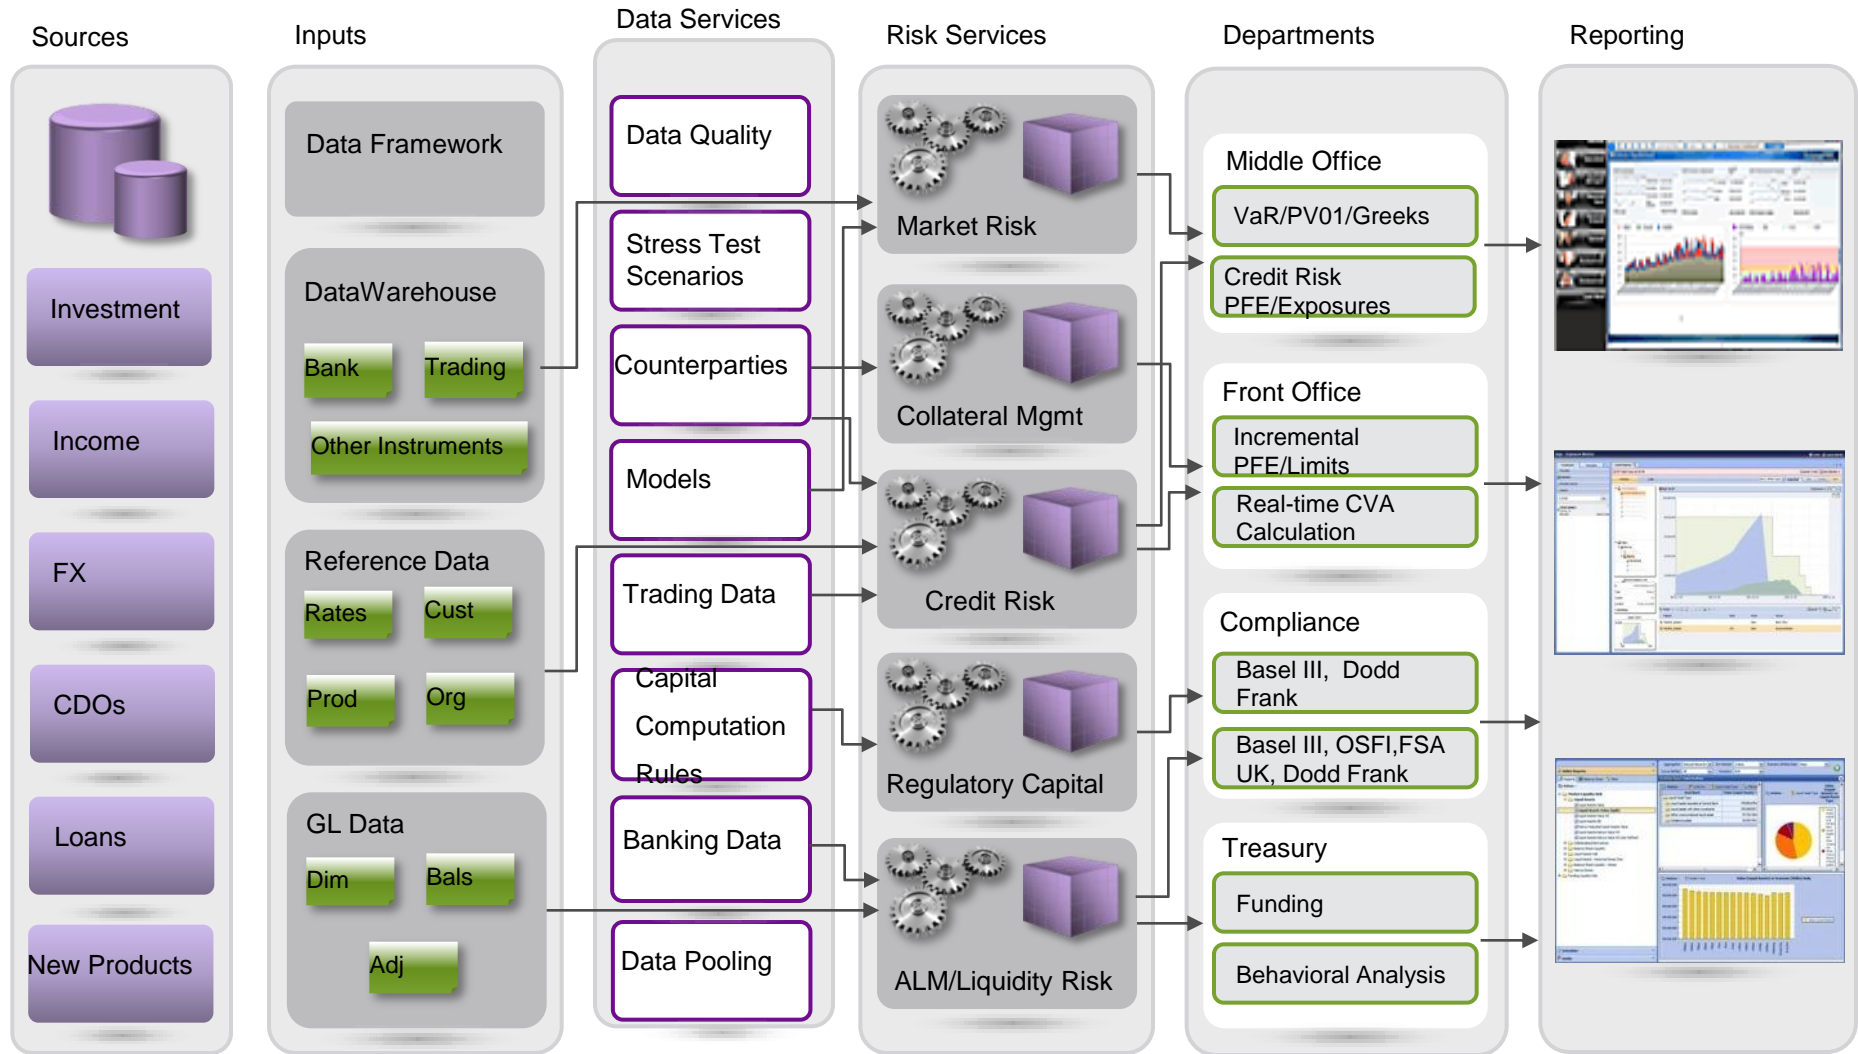 Sources
Inputs
Data Services
Risk Services
Departments
Reporting
Investment
Income
FX
CDOs
Loans
New Products
Data Framework
DataWarehouse
Bank
Trading
Other Instruments
Reference Data
Rates
Cust
Prod
Org
GL Data
Dim
Bals
Adj
Data Quality
Stress Test
Scenarios
Counterparties
Models
Trading Data
Capital
Computation
Rules
Banking Data
Data Pooling
Market Risk
Collateral Mgmt
Credit Risk
Regulatory Capital
ALM/Liquidity Risk
Middle Office
VaR/PV01/Greeks
Credit Risk
PFE/Exposures
Front Office
Incremental
PFE/Limits
Real-time CVA
Calculation
Compliance
Basel III, Dodd
Frank
Basel III, OSFI,FSA
UK, Dodd Frank
Treasury
Funding
Behavioral Analysis